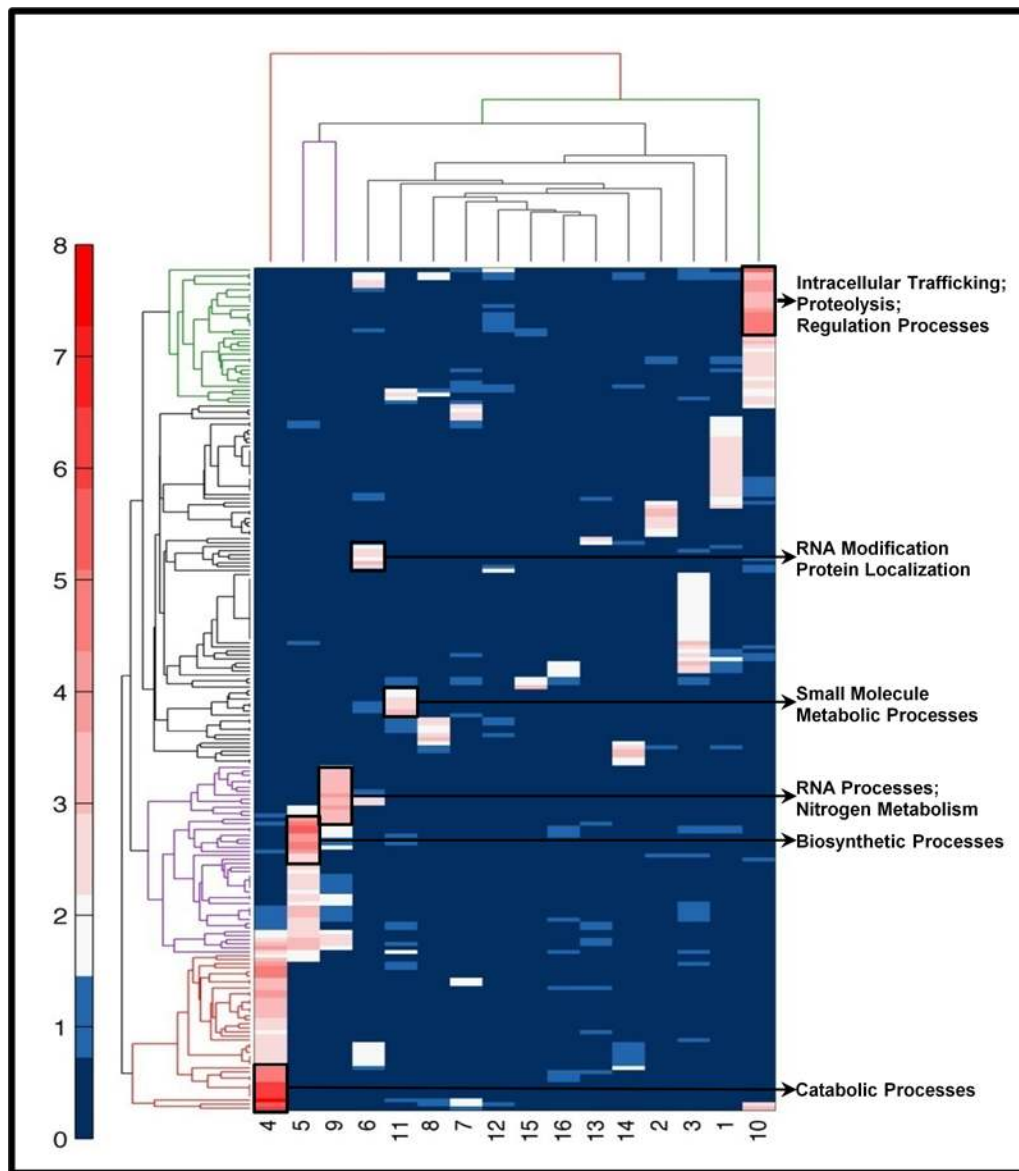 8
7
6
5
4
3
2
1
0
Intracellular Trafficking;
Proteolysis;
Regulation Processes
RNA Modification
Protein Localization
Small Molecule
Metabolic Processes
RNA Processes;
Nitrogen Metabolism
Biosynthetic Processes
Catabolic Processes
4 5 9 6 11 8 7 12 15 16 13 14 2 3 1 10